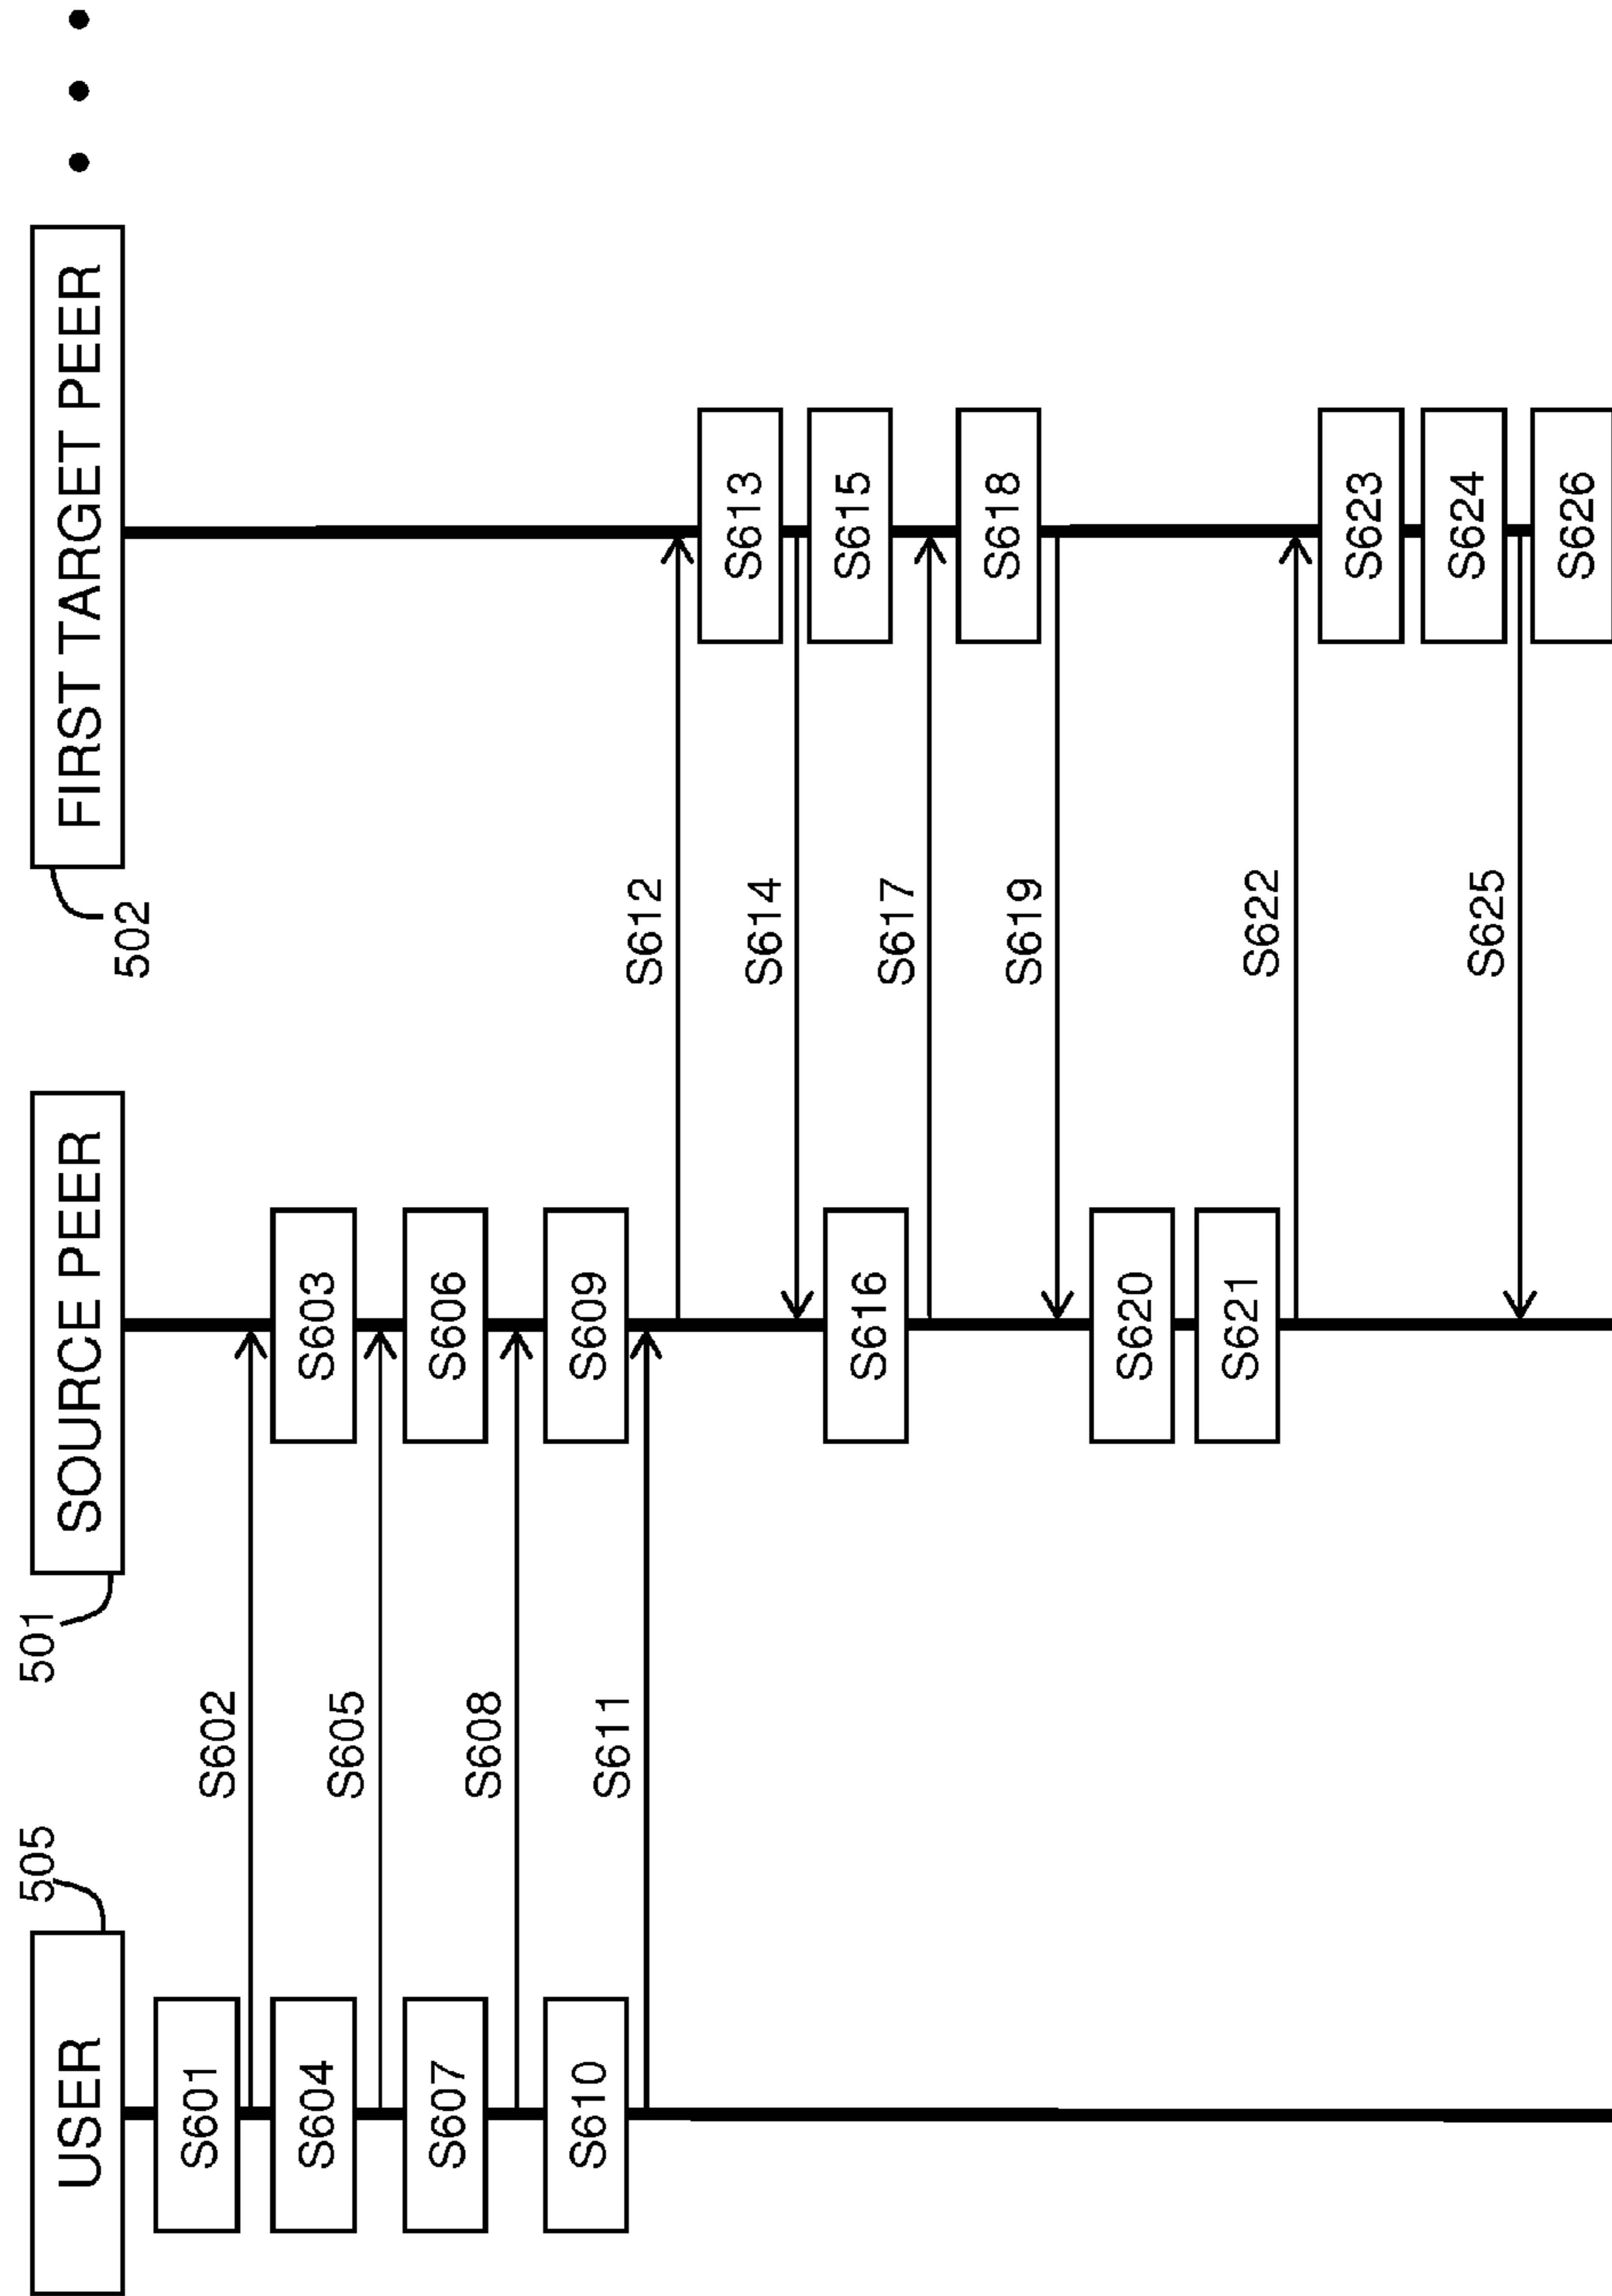 USER
505
501
SOURCE PEER
502
FIRST TARGET PEER
S601
S602
S603
S604
S605
S606
S607
S608
S609
S610
S611
S612
S613
S614
S615
S616
S617
S618
S619
S620
S621
S622
S623
S624
S625
S626